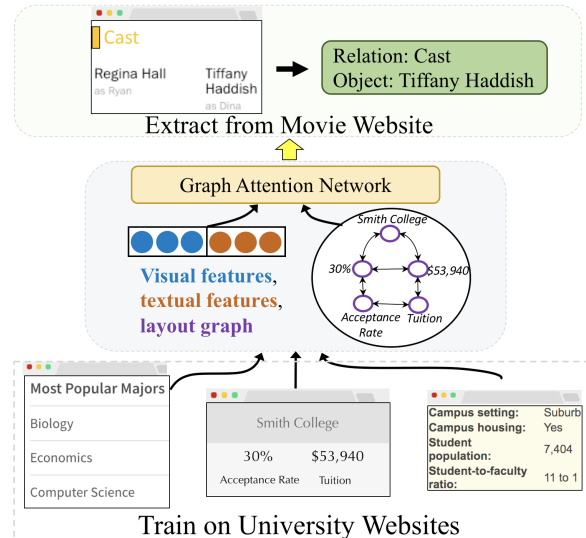 Cast
Regina Hall
as Ryan
Tiffany
Haddish
as Dina
Relation: Cast
Object: Tiffany Haddish
Extract from Movie Website
Graph Attention Network
Visual features,
textual features,
layout graph
Smith College
30%
$53,940
Acceptance
Rate
Tuition
Most Popular Majors
Biology
Economics
Computer Science
Smith College
30%
$53,940
Acceptance Rate
Tuition
Campus setting: Suburb
Campus housing: Yes
Student
population: 7,404
Student-to-faculty
ratio: 11 to 1
Train on University Websites